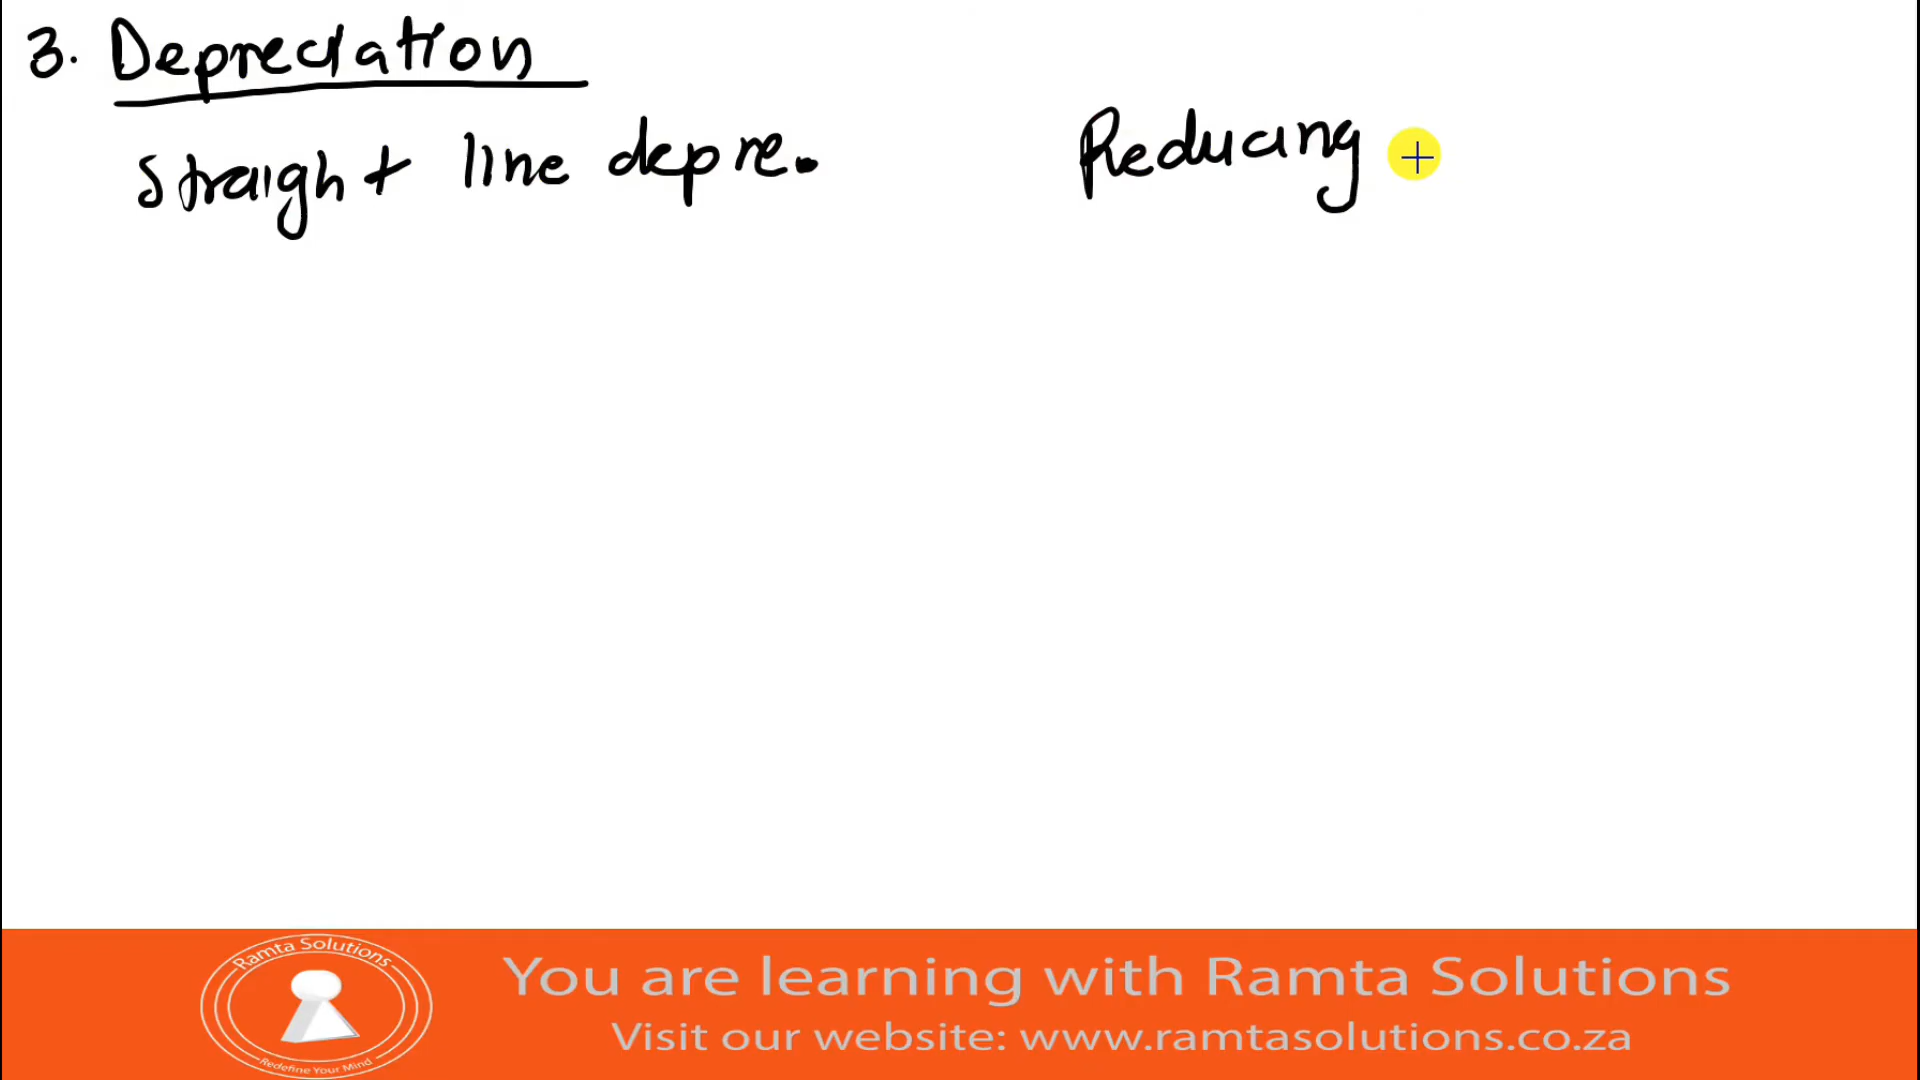 3. Depreciation
straight line depre.
Reducing
Ramta Solutions
Redefine Your Mind
You are learning with Ramta Solutions
Visit our website: www.ramtasolutions.co.za